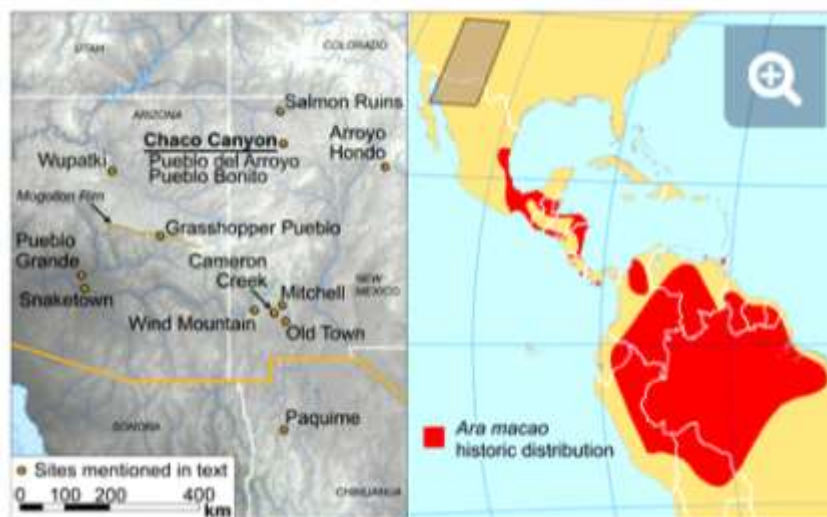 UTAH
COLORADO
ARIZONA
Salmon Ruins
Chaco Canyon
Pueblo del Arroyo
Pueblo Bonito
Arroyo
Hondo
Wupatki
Mogollon Rim
Grasshopper Pueblo
Pueblo
Grande
Snaketown
Cameron
Creek
Mitchell
NEW
MEXICO
Wind Mountain
Old Town
Paquime
SONORA
CHIHUAHUA
Sites mentioned in text
0 50 100 200 400
km
Ara macao
historic distribution